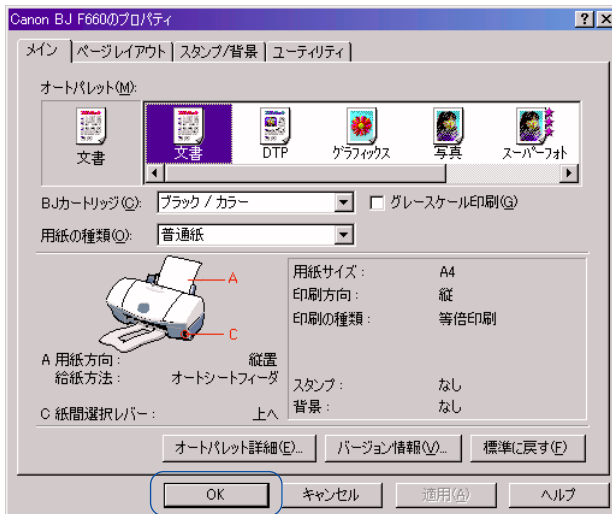 Canon BJ F660のプロパティ
メイン ページレイアウト スタンプ/背景 ユーティリティ
オートパレット(M):
文書 文書 DTP グラフィックス 写真 スーパーフォト
BJカートリッジ(C): ブラック / カラー グレースケール印刷(G)
用紙の種類(O): 普通紙
A
C
A 用紙方向 : 縦置
給紙方法 : オートシートフィーダ
C 紙間選択レバー : 上へ
用紙サイズ : A4
印刷方向 : 縦
印刷の種類 : 等倍印刷
スタンプ : なし
背景 : なし
オートパレット詳細(E)... バージョン情報(V)... 標準に戻す(F)
OK キャンセル 適用(A) ヘルプ